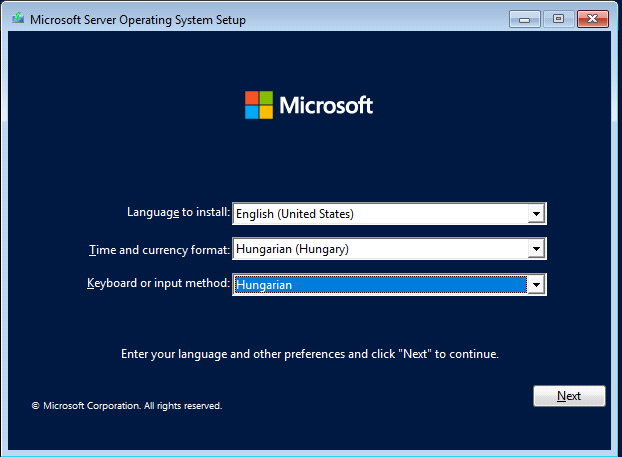 Microsoft Server Operating System Setup
Microsoft
Language to install: English (United States)
Time and currency format: Hungarian (Hungary)
Keyboard or input method: Hungarian
Enter your language and other preferences and click "Next" to continue.
Next
© Microsoft Corporation. All rights reserved.